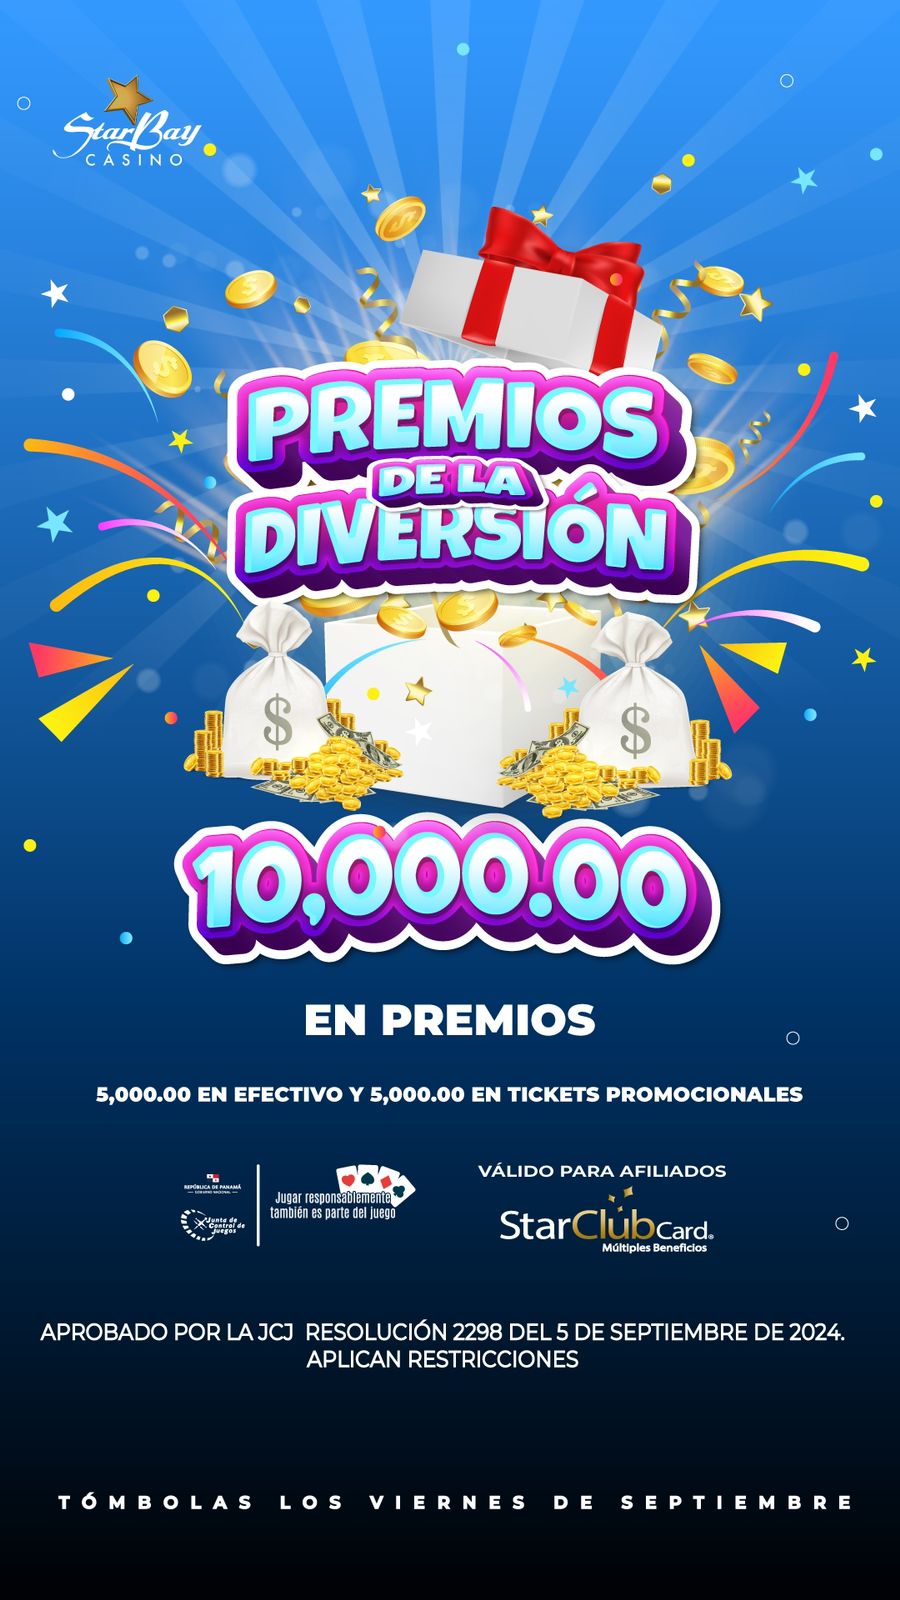 StarBay
CASINO
PREMIOS
DE LA
DIVERSIÓN
$
$
10,000.00
EN PREMIOS
5,000.00 EN EFECTIVO Y 5,000.00 EN TICKETS PROMOCIONALES
REPÚBLICA DE PANAMÁ
GOBIERNO NACIONAL
Junta de
Control de
Juegos
Jugar responsablemente
también es parte del juego
VÁLIDO PARA AFILIADOS
StarClubCard®
Múltiples Beneficios
APROBADO POR LA JCJ RESOLUCIÓN 2298 DEL 5 DE SEPTIEMBRE DE 2024.
APLICAN RESTRICCIONES
TÓMBOLAS LOS VIERNES DE SEPTIEMBRE